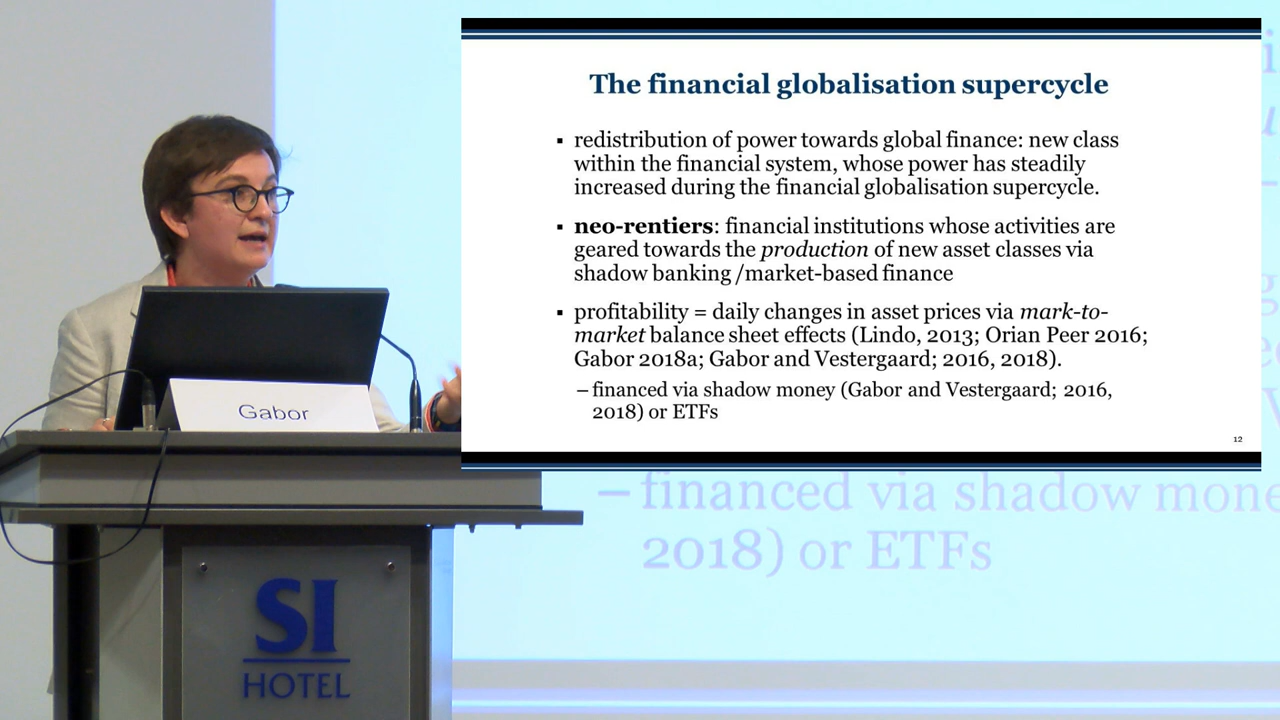 The financial globalisation supercycle
▪ redistribution of power towards global finance: new class
within the financial system, whose power has steadily
increased during the financial globalisation supercycle.
▪ neo-rentiers: financial institutions whose activities are
geared towards the production of new asset classes via
shadow banking /market-based finance
▪ profitability = daily changes in asset prices via mark-to-
market balance sheet effects (Lindo, 2013; Orian Peer 2016;
Gabor 2018a; Gabor and Vestergaard; 2016, 2018).
– financed via shadow money (Gabor and Vestergaard; 2016,
2018) or ETFs
12
Gabor
– financed via shadow mone
2018) or ETFs
SI
HOTEL